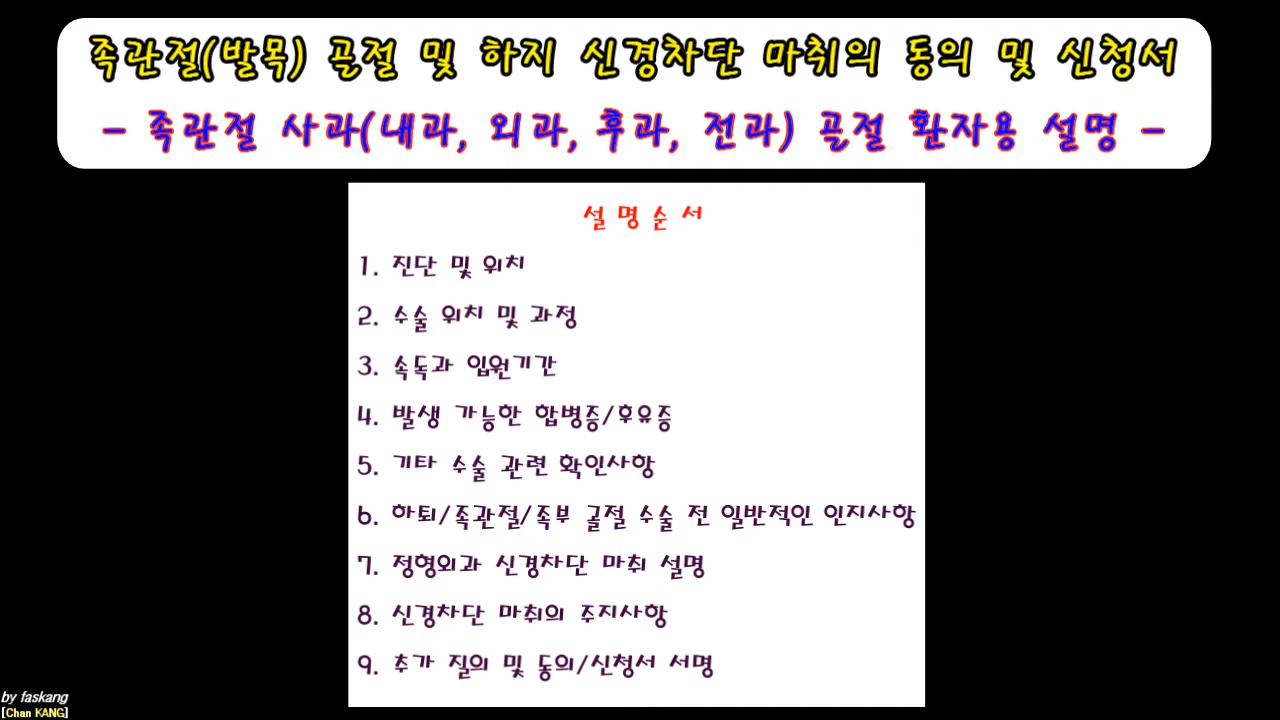 족관절(발목) 골절 및 하지 신경차단 마취의 동의 및 신청서
- 족관절 사과(내과, 외과, 후과, 전과) 골절 환자용 설명 -
설 명 순 서
1. 진단 및 위치
2. 수술 위치 및 과정
3. 속독과 입원기간
4. 발생 가능한 합병증/후유증
5. 기타 수술 관련 확인사항
6. 하퇴/족관절/족부 골절 수술 전 일반적인 인지사항
7. 정형외과 신경차단 마취 설명
8. 신경차단 마취의 주지사항
9. 추가 질의 및 동의/신청서 서명
by faskang
[Chan KANG]